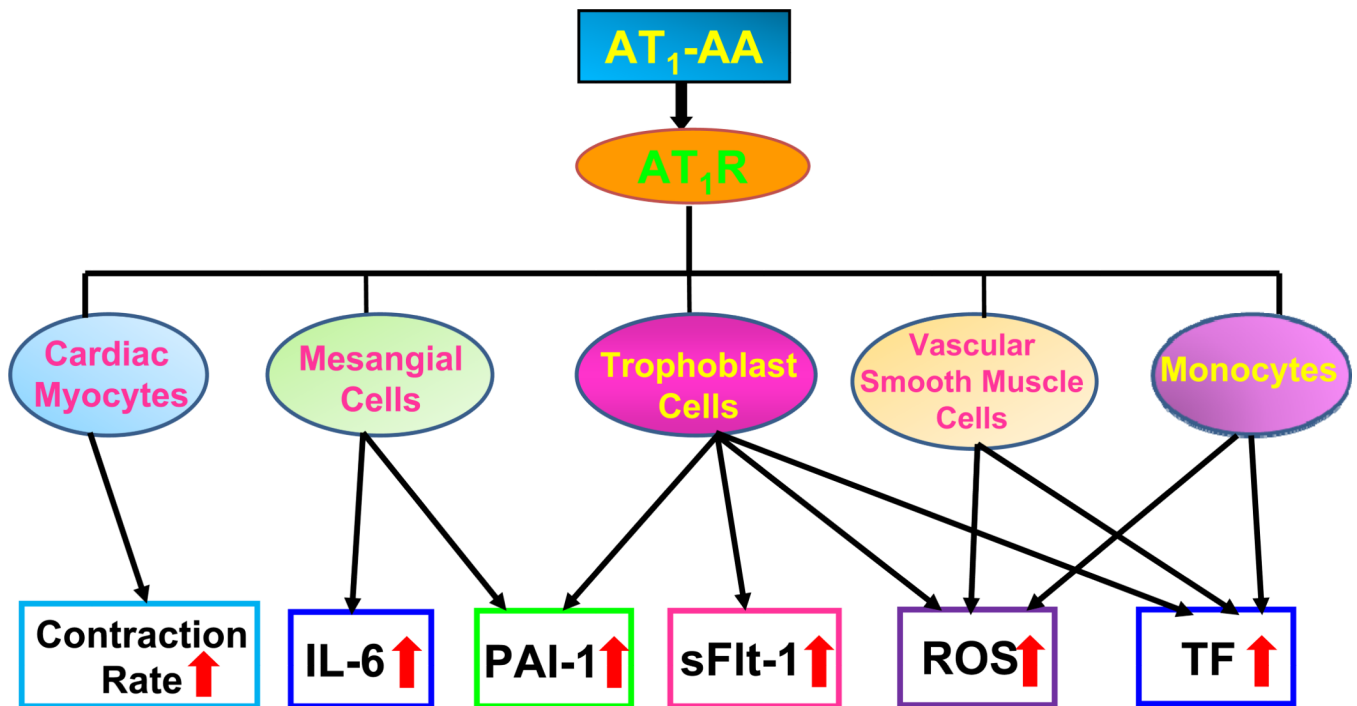 AT₁-AA
AT₁R
Cardiac
Myocytes
Mesangial
Cells
Trophoblast
Cells
Vascular
Smooth Muscle
Cells
Monocytes
Contraction
Rate
IL-6
PAI-1
sFlt-1
ROS
TF